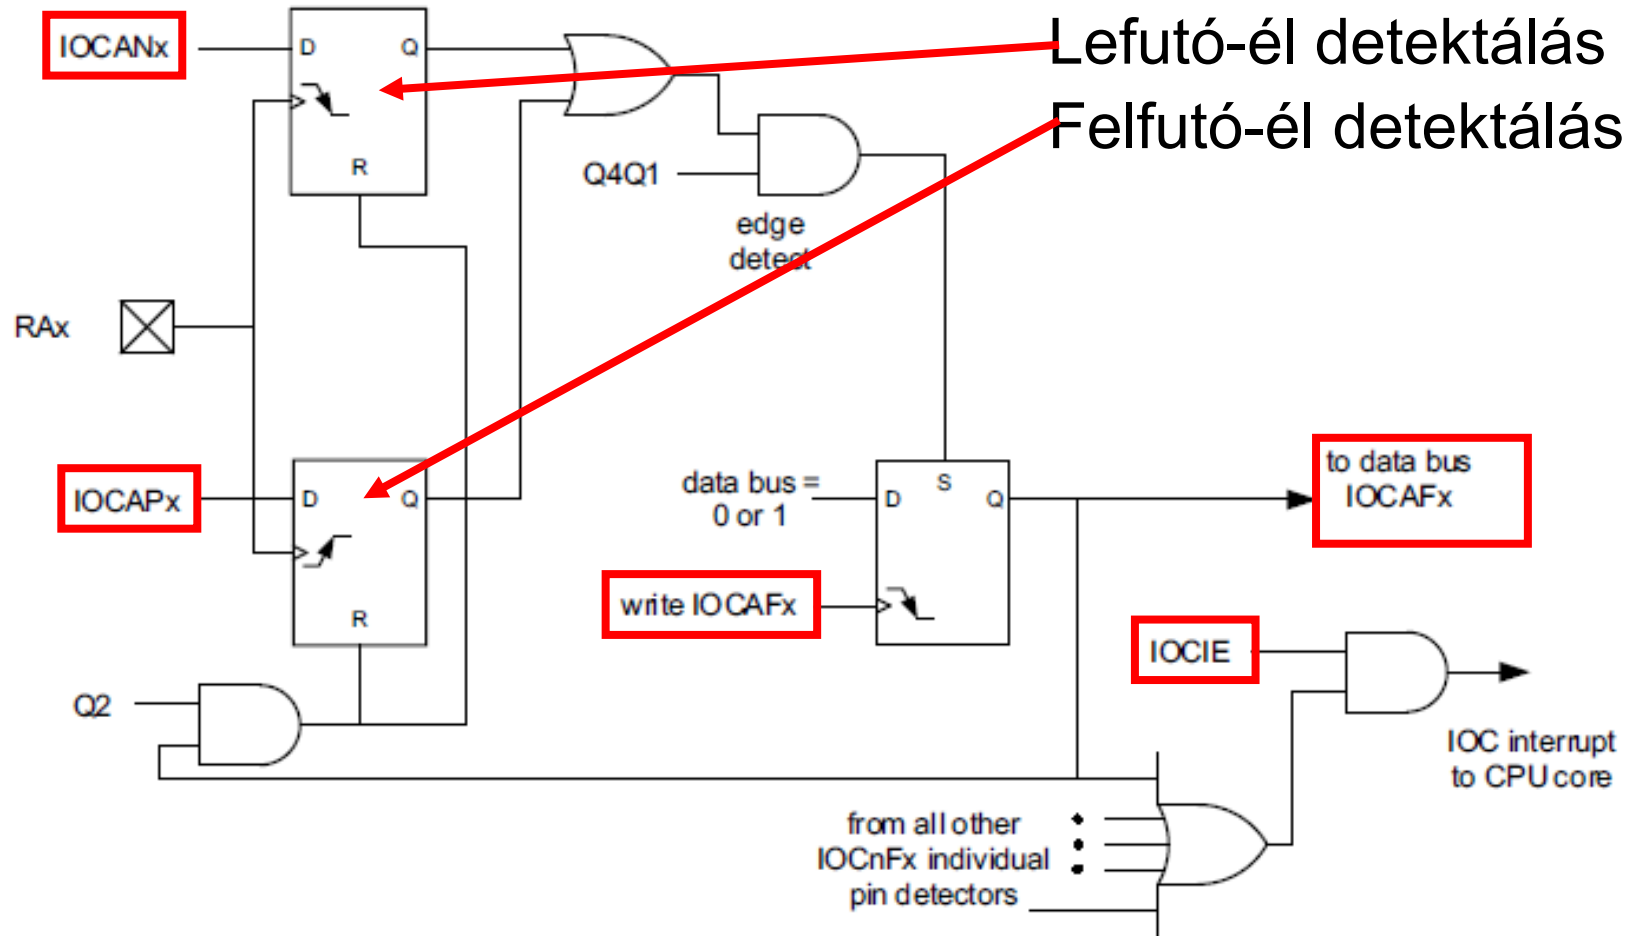 IOCANx
D
Q
R
Lefutó-él detektálás
Felfutó-él detektálás
Q4Q1
edge
detect
RAx
IOCAPx
D
Q
R
data bus =
0 or 1
D
S
Q
to data bus
IOCAFx
write IOCAFx
IOCIE
Q2
IOC interrupt
to CPU core
from all other
IOCnFx individual
pin detectors